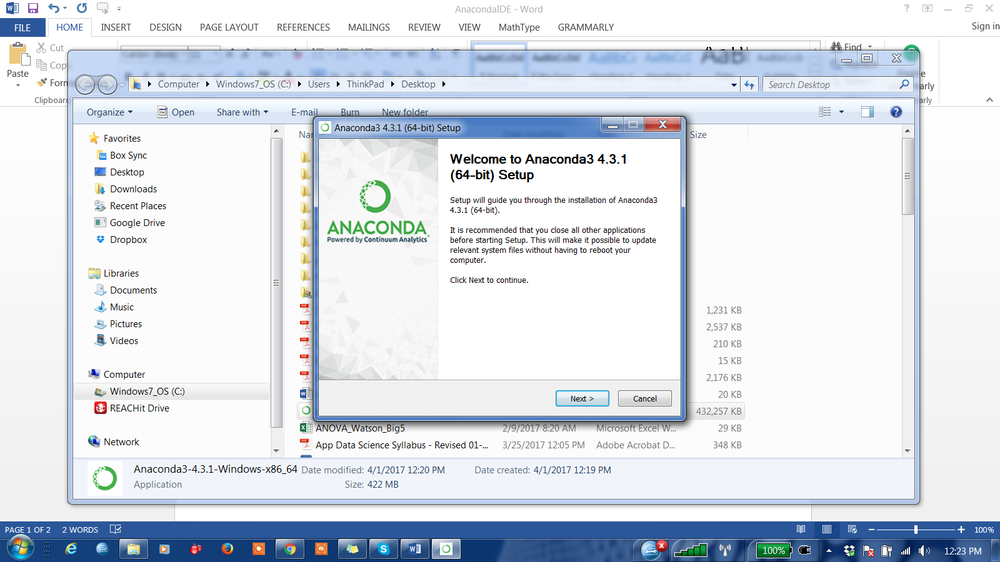 AnacondaIDE - Word
FILE HOME INSERT DESIGN PAGE LAYOUT REFERENCES MAILINGS REVIEW VIEW MathType GRAMMARLY Sign in
Cut
Find
Paste
Copy
Form
Clipboard
arly
arly
Computer Windows7_OS (C:) Users ThinkPad Desktop
Search Desktop
Organize Open Share with E-mail Burn New folder
Favorites
Box Sync
Desktop
Downloads
Recent Places
Google Drive
Dropbox
Libraries
Documents
Music
Pictures
Videos
Computer
Windows7_OS (C:)
REACHit Drive
Network
Size
Anaconda3 4.3.1 (64-bit) Setup
ANACONDA
Powered by Continuum Analytics
Welcome to Anaconda3 4.3.1
(64-bit) Setup
Setup will guide you through the installation of Anaconda3
4.3.1 (64-bit).
It is recommended that you close all other applications
before starting Setup. This will make it possible to update
relevant system files without having to reboot your
computer.
Click Next to continue.
Next >
Cancel
1,231 KB
2,537 KB
210 KB
15 KB
2,176 KB
20 KB
432,257 KB
ANOVA_Watson_Big5 2/9/2017 8:20 AM Microsoft Excel W... 29 KB
App Data Science Syllabus - Revised 01-... 3/25/2017 12:05 PM Adobe Acrobat D... 348 KB
Anaconda3-4.3.1-Windows-x86_64 Date modified: 4/1/2017 12:20 PM Date created: 4/1/2017 12:19 PM
Application Size: 422 MB
PAGE 1 OF 2 2 WORDS 100%
100% 12:23 PM